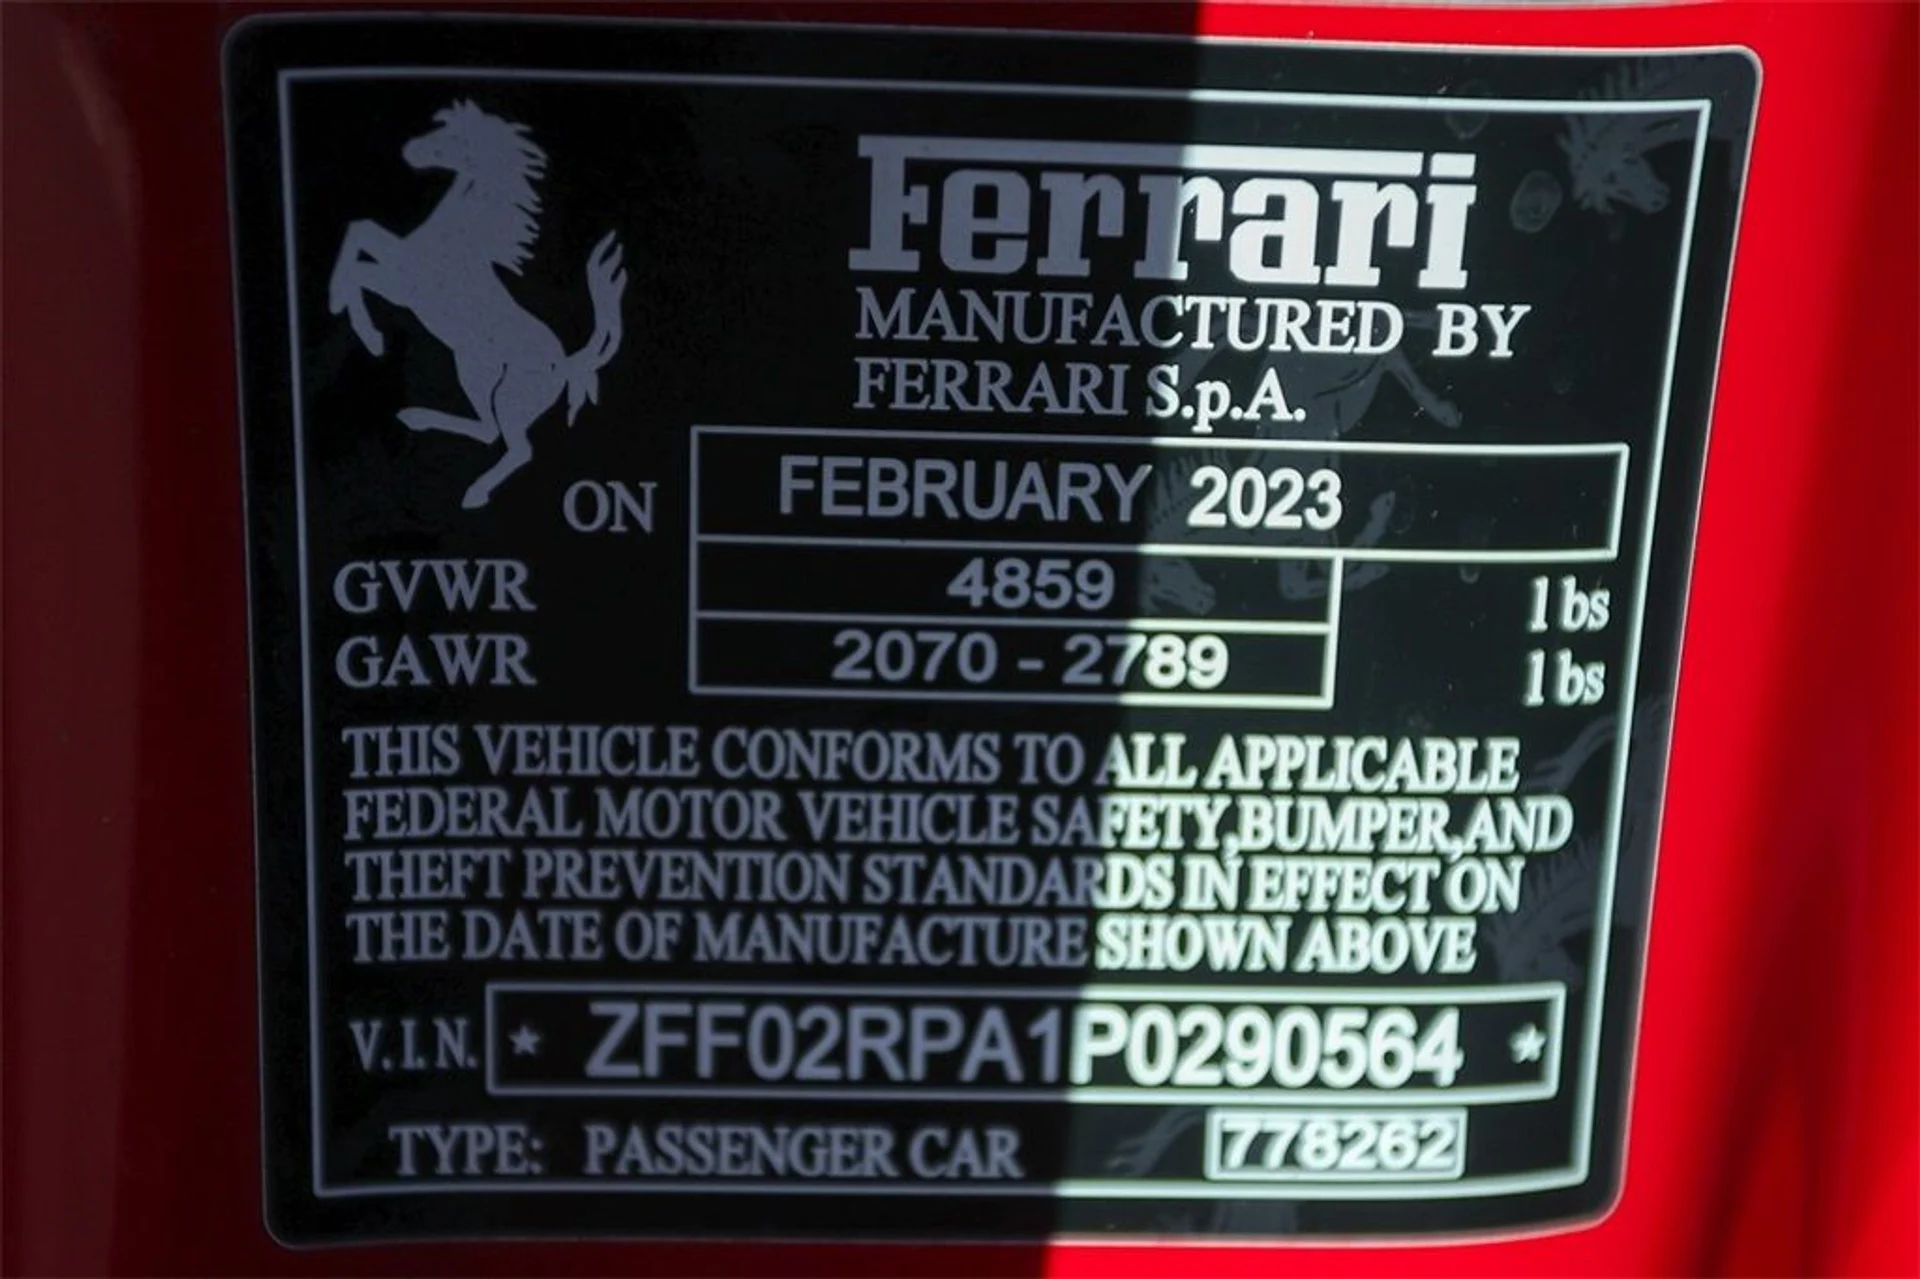 Ferrari
MANUFACTURED BY
FERRARI S.p.A.
ON FEBRUARY 2023
GVWR 4859 lbs
GAWR 2070 - 2789 lbs
THIS VEHICLE CONFORMS TO ALL APPLICABLE
FEDERAL MOTOR VEHICLE SAFETY,BUMPER,AND
THEFT PREVENTION STANDARDS IN EFFECT ON
THE DATE OF MANUFACTURE SHOWN ABOVE
V.I.N. * ZFF02RPA1P0290564 *
TYPE: PASSENGER CAR 778262